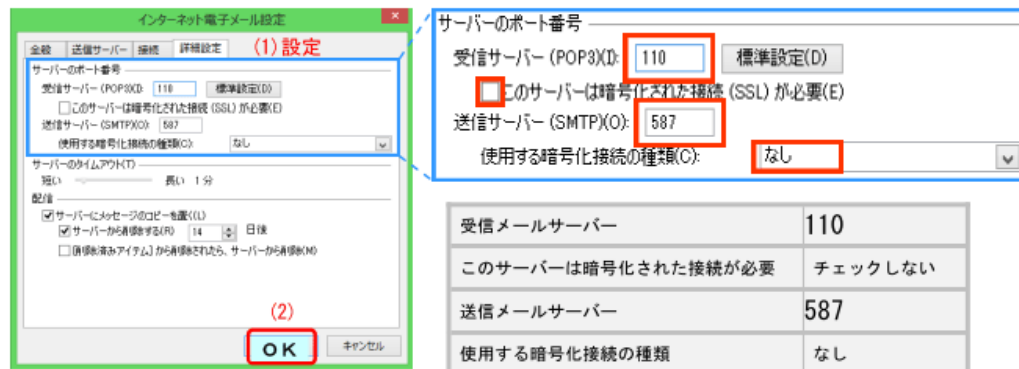 インターネット電子メール設定
×
全般 送信サーバー 接続 詳細設定 (1) 設定
サーバーのポート番号
受信サーバー (POP3)(I): 110 標準設定(D)
このサーバーは暗号化された接続 (SSL) が必要(E)
送信サーバー (SMTP)(O): 587
使用する暗号化接続の種類(C): なし
サーバーのタイムアウト(T)
短い 長い 1 分
配信
サーバーにメッセージのコピーを置く(L)
サーバーから削除する(R) 14 日後
[削除済みアイテム] から削除されたら、サーバーから削除(M)
(2)
OK キャンセル
サーバーのポート番号
受信サーバー (POP3)(I): 110 標準設定(D)
このサーバーは暗号化された接続 (SSL) が必要(E)
送信サーバー (SMTP)(O): 587
使用する暗号化接続の種類(C): なし
受信メールサーバー 110
このサーバーは暗号化された接続が必要 チェックしない
送信メールサーバー 587
使用する暗号化接続の種類 なし